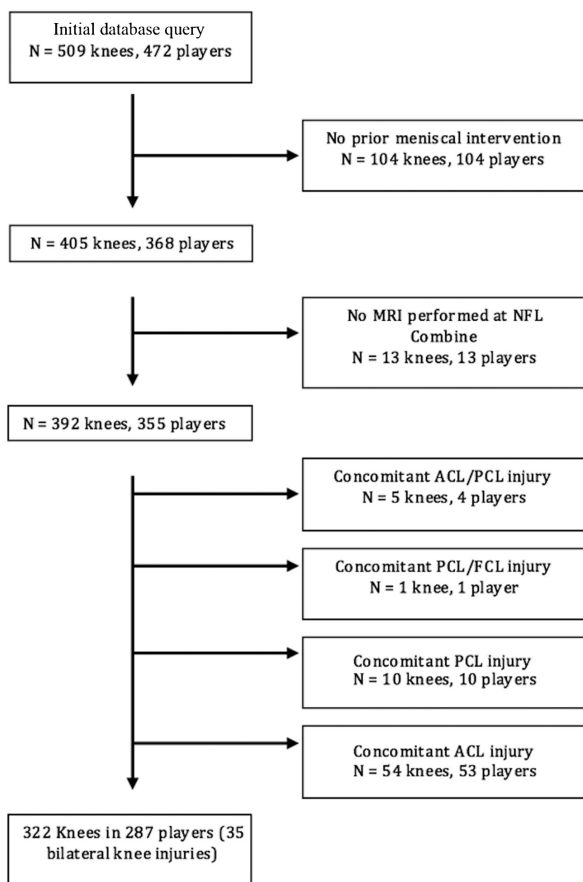 Initial database query
N = 509 knees, 472 players
No prior meniscal intervention
N = 104 knees, 104 players
N = 405 knees, 368 players
No MRI performed at NFL
Combine
N = 13 knees, 13 players
N = 392 knees, 355 players
Concomitant ACL/PCL injury
N = 5 knees, 4 players
Concomitant PCL/FCL injury
N = 1 knee, 1 player
Concomitant PCL injury
N = 10 knees, 10 players
Concomitant ACL injury
N = 54 knees, 53 players
322 Knees in 287 players (35
bilateral knee injuries)